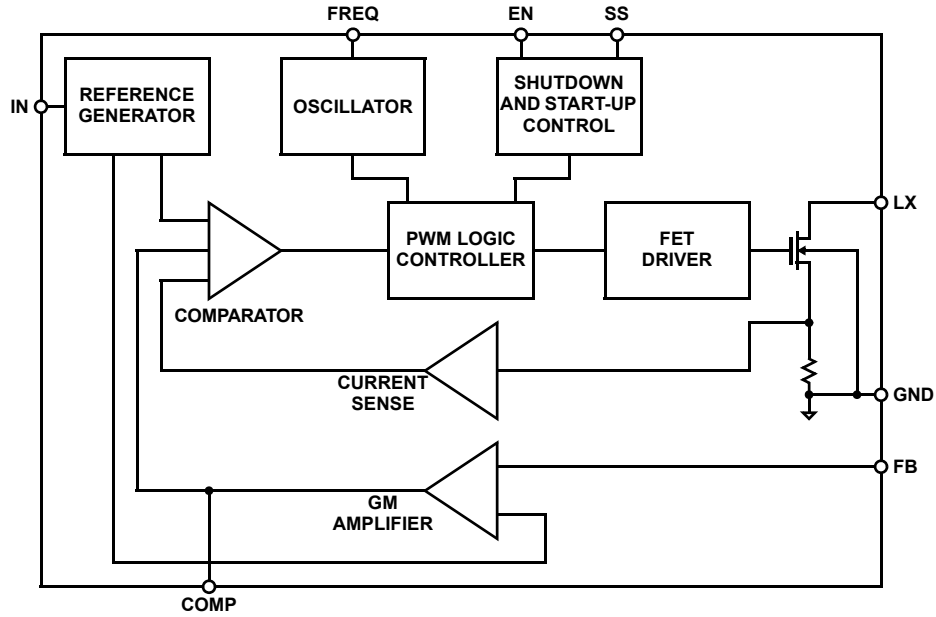 FREQ
EN
SS
IN
REFERENCE
GENERATOR
OSCILLATOR
SHUTDOWN
AND START-UP
CONTROL
LX
PWM LOGIC
CONTROLLER
FET
DRIVER
COMPARATOR
CURRENT
SENSE
GND
FB
GM
AMPLIFIER
COMP